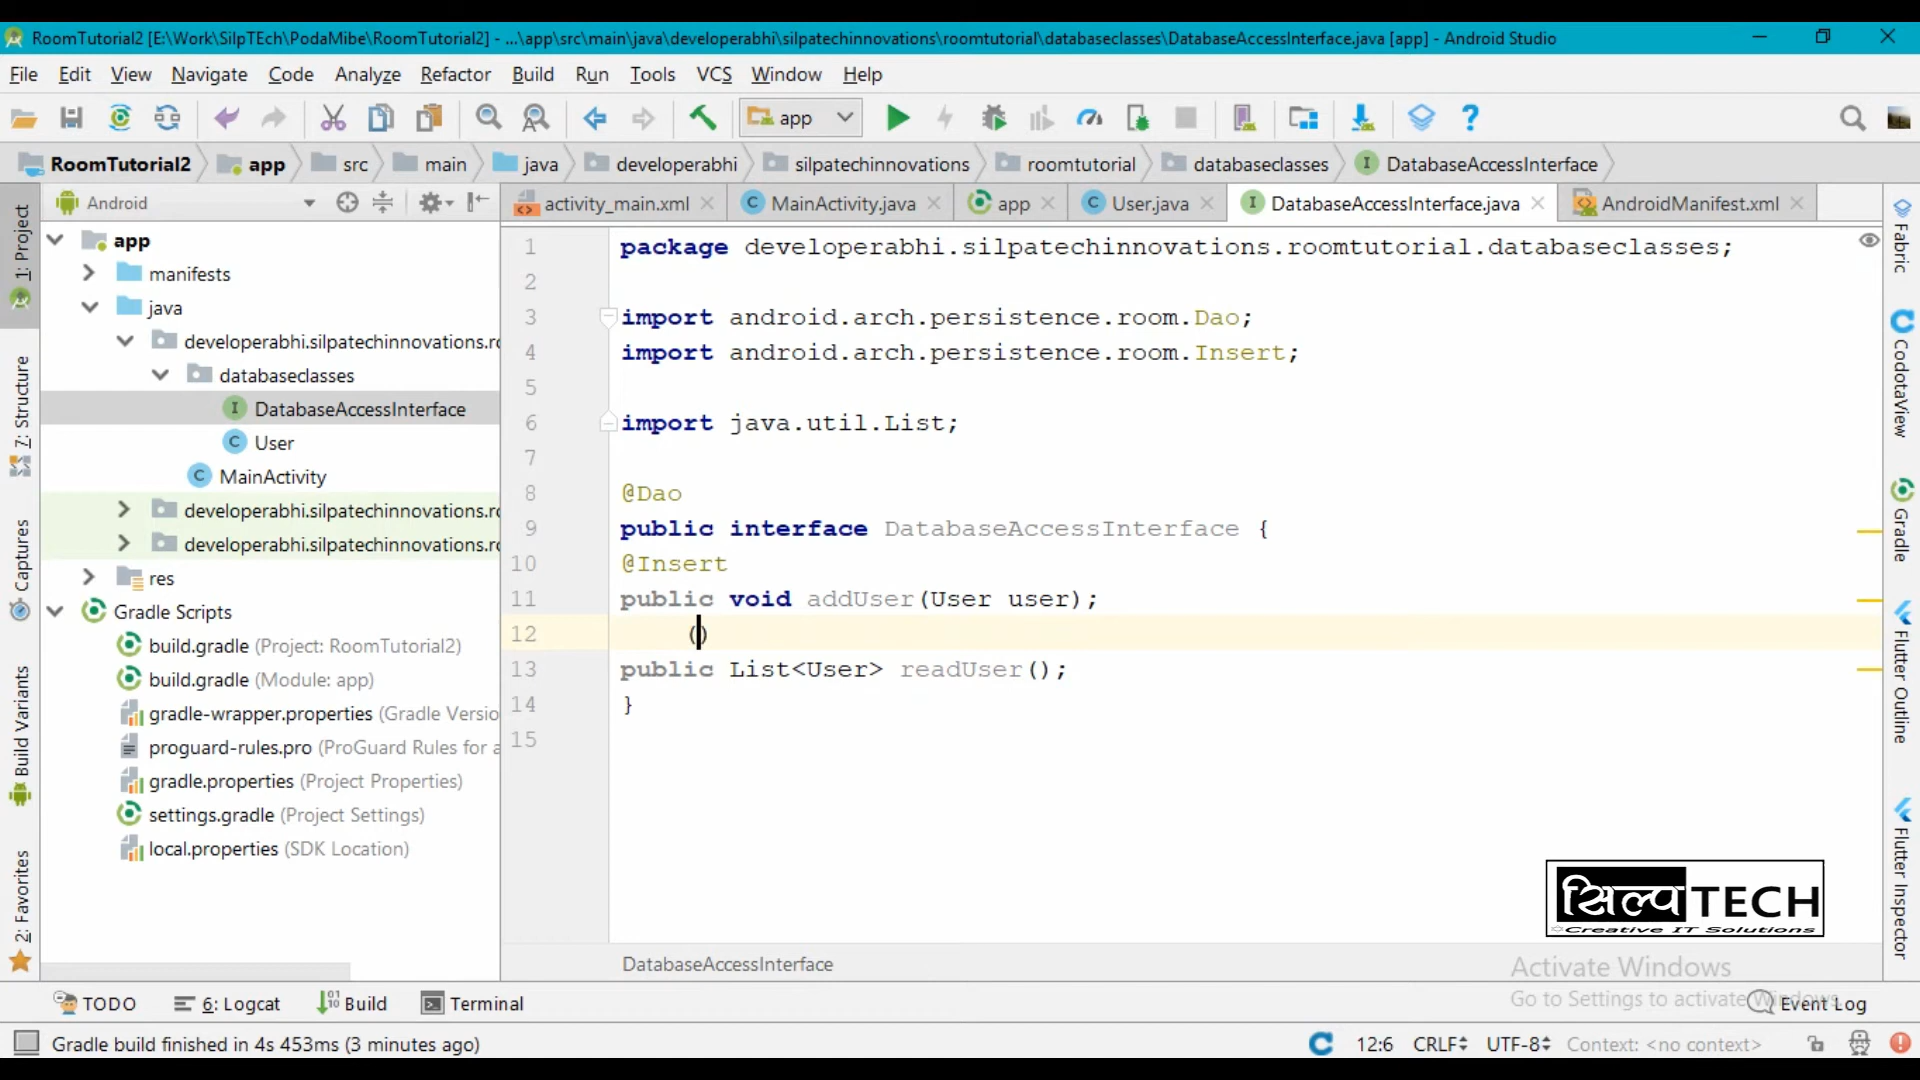 RoomTutorial2 [E:\Work\SilpTEch\PodaMibe\RoomTutorial2] - ...\app\src\main\java\developerabhi\silpatechinnovations\roomtutorial\databaseclasses\DatabaseAccessInterface.java [app] - Android Studio
File Edit View Navigate Code Analyze Refactor Build Run Tools VCS Window Help
app
RoomTutorial2 app src main java developerabhi silpatechinnovations roomtutorial databaseclasses DatabaseAccessInterface
Android
activity_main.xml MainActivity.java app User.java DatabaseAccessInterface.java AndroidManifest.xml
1: Project
7: Structure
Captures
Build Variants
2: Favorites
app
manifests
java
developerabhi.silpatechinnovations.ro
databaseclasses
DatabaseAccessInterface
User
MainActivity
developerabhi.silpatechinnovations.ro
developerabhi.silpatechinnovations.ro
res
Gradle Scripts
build.gradle (Project: RoomTutorial2)
build.gradle (Module: app)
gradle-wrapper.properties (Gradle Versio
proguard-rules.pro (ProGuard Rules for a
gradle.properties (Project Properties)
settings.gradle (Project Settings)
local.properties (SDK Location)
1 package developerabhi.silpatechinnovations.roomtutorial.databaseclasses;
2
3 import android.arch.persistence.room.Dao;
4 import android.arch.persistence.room.Insert;
5
6 import java.util.List;
7
8 @Dao
9 public interface DatabaseAccessInterface {
10 @Insert
11 public void addUser(User user);
12 ()
13 public List<User> readUser();
14 }
15
Fabric
CodotaView
Gradle
Flutter Outline
Flutter Inspector
सिल्प TECH
Creative IT Solutions
DatabaseAccessInterface
Activate Windows
Go to Settings to activate Windows.
TODO 6: Logcat Build Terminal Event Log
Gradle build finished in 4s 453ms (3 minutes ago) 12:6 CRLF UTF-8 Context: <no context>